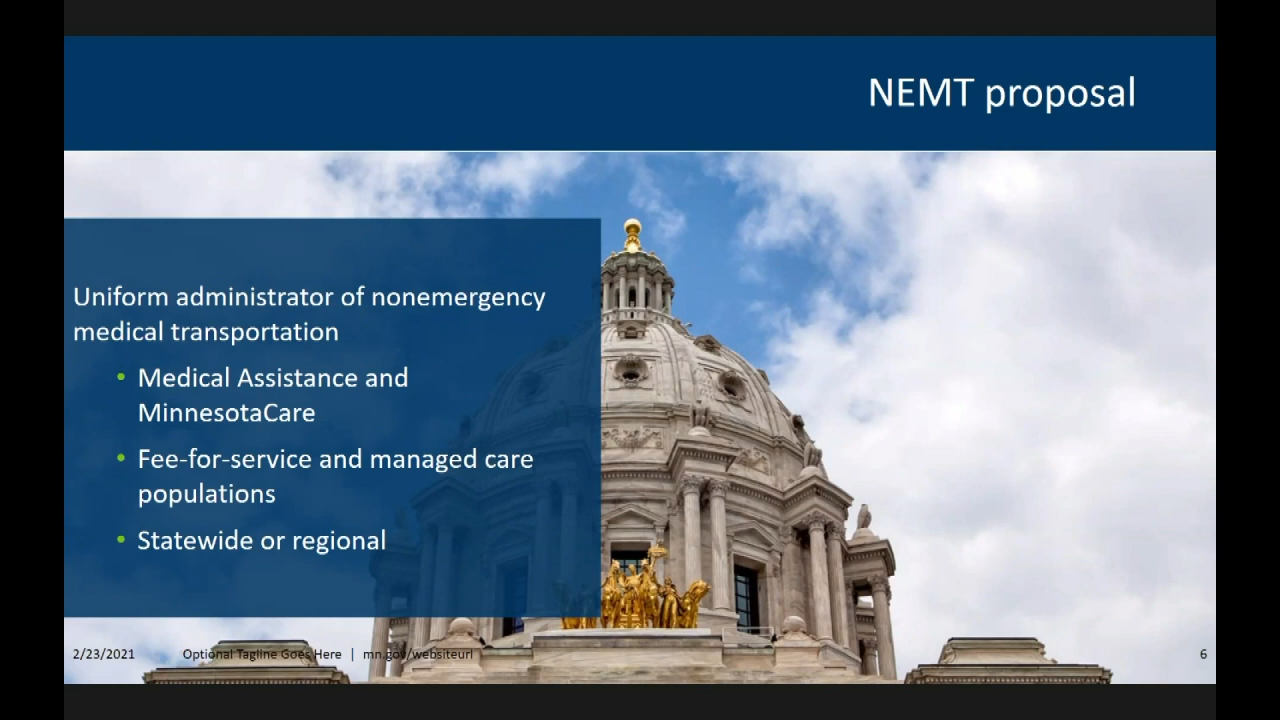 NEMT proposal
Uniform administrator of nonemergency
medical transportation
• Medical Assistance and
MinnesotaCare
• Fee-for-service and managed care
populations
• Statewide or regional
2/23/2021 Optional Tagline Goes Here | mn.gov/websiteurl 6